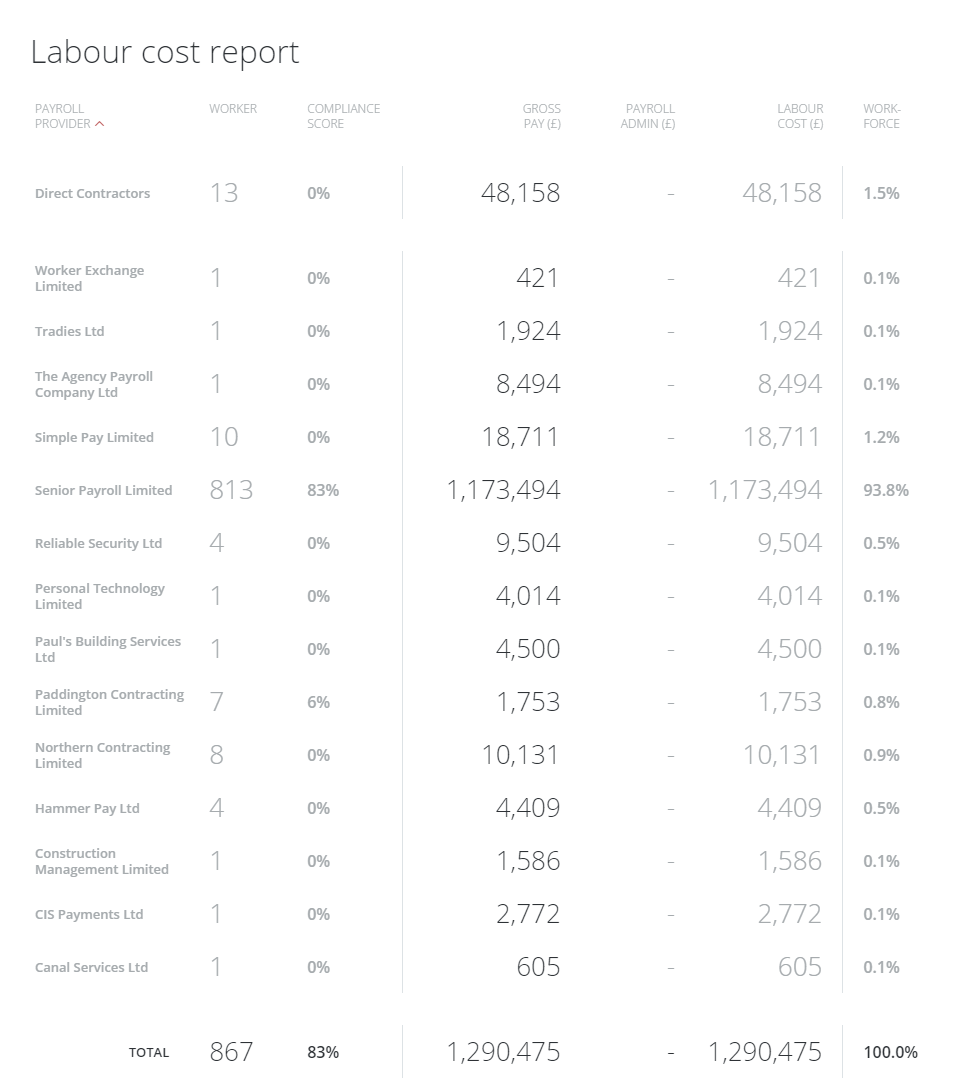 Labour cost report
PAYROLL PROVIDER WORKER COMPLIANCE SCORE GROSS PAY (£) PAYROLL ADMIN (£) LABOUR COST (£) WORK-FORCE
Direct Contractors 13 0% 48,158 - 48,158 1.5%
Worker Exchange Limited 1 0% 421 - 421 0.1%
Tradies Ltd 1 0% 1,924 - 1,924 0.1%
The Agency Payroll Company Ltd 1 0% 8,494 - 8,494 0.1%
Simple Pay Limited 10 0% 18,711 - 18,711 1.2%
Senior Payroll Limited 813 83% 1,173,494 - 1,173,494 93.8%
Reliable Security Ltd 4 0% 9,504 - 9,504 0.5%
Personal Technology Limited 1 0% 4,014 - 4,014 0.1%
Paul's Building Services Ltd 1 0% 4,500 - 4,500 0.1%
Paddington Contracting Limited 7 6% 1,753 - 1,753 0.8%
Northern Contracting Limited 8 0% 10,131 - 10,131 0.9%
Hammer Pay Ltd 4 0% 4,409 - 4,409 0.5%
Construction Management Limited 1 0% 1,586 - 1,586 0.1%
CIS Payments Ltd 1 0% 2,772 - 2,772 0.1%
Canal Services Ltd 1 0% 605 - 605 0.1%
TOTAL 867 83% 1,290,475 - 1,290,475 100.0%